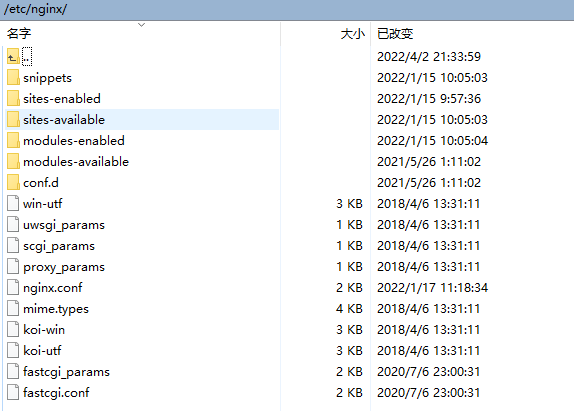 /etc/nginx/
名字 大小 已改变
.. 2022/4/2 21:33:59
snippets 2022/1/15 10:05:03
sites-enabled 2022/1/15 9:57:36
sites-available 2022/1/15 10:05:03
modules-enabled 2022/1/15 10:05:04
modules-available 2021/5/26 1:11:02
conf.d 2021/5/26 1:11:02
win-utf 3 KB 2018/4/6 13:31:11
uwsgi_params 1 KB 2018/4/6 13:31:11
scgi_params 1 KB 2018/4/6 13:31:11
proxy_params 1 KB 2018/4/6 13:31:11
nginx.conf 2 KB 2022/1/17 11:18:34
mime.types 4 KB 2018/4/6 13:31:11
koi-win 3 KB 2018/4/6 13:31:11
koi-utf 3 KB 2018/4/6 13:31:11
fastcgi_params 2 KB 2020/7/6 23:00:31
fastcgi.conf 2 KB 2020/7/6 23:00:31